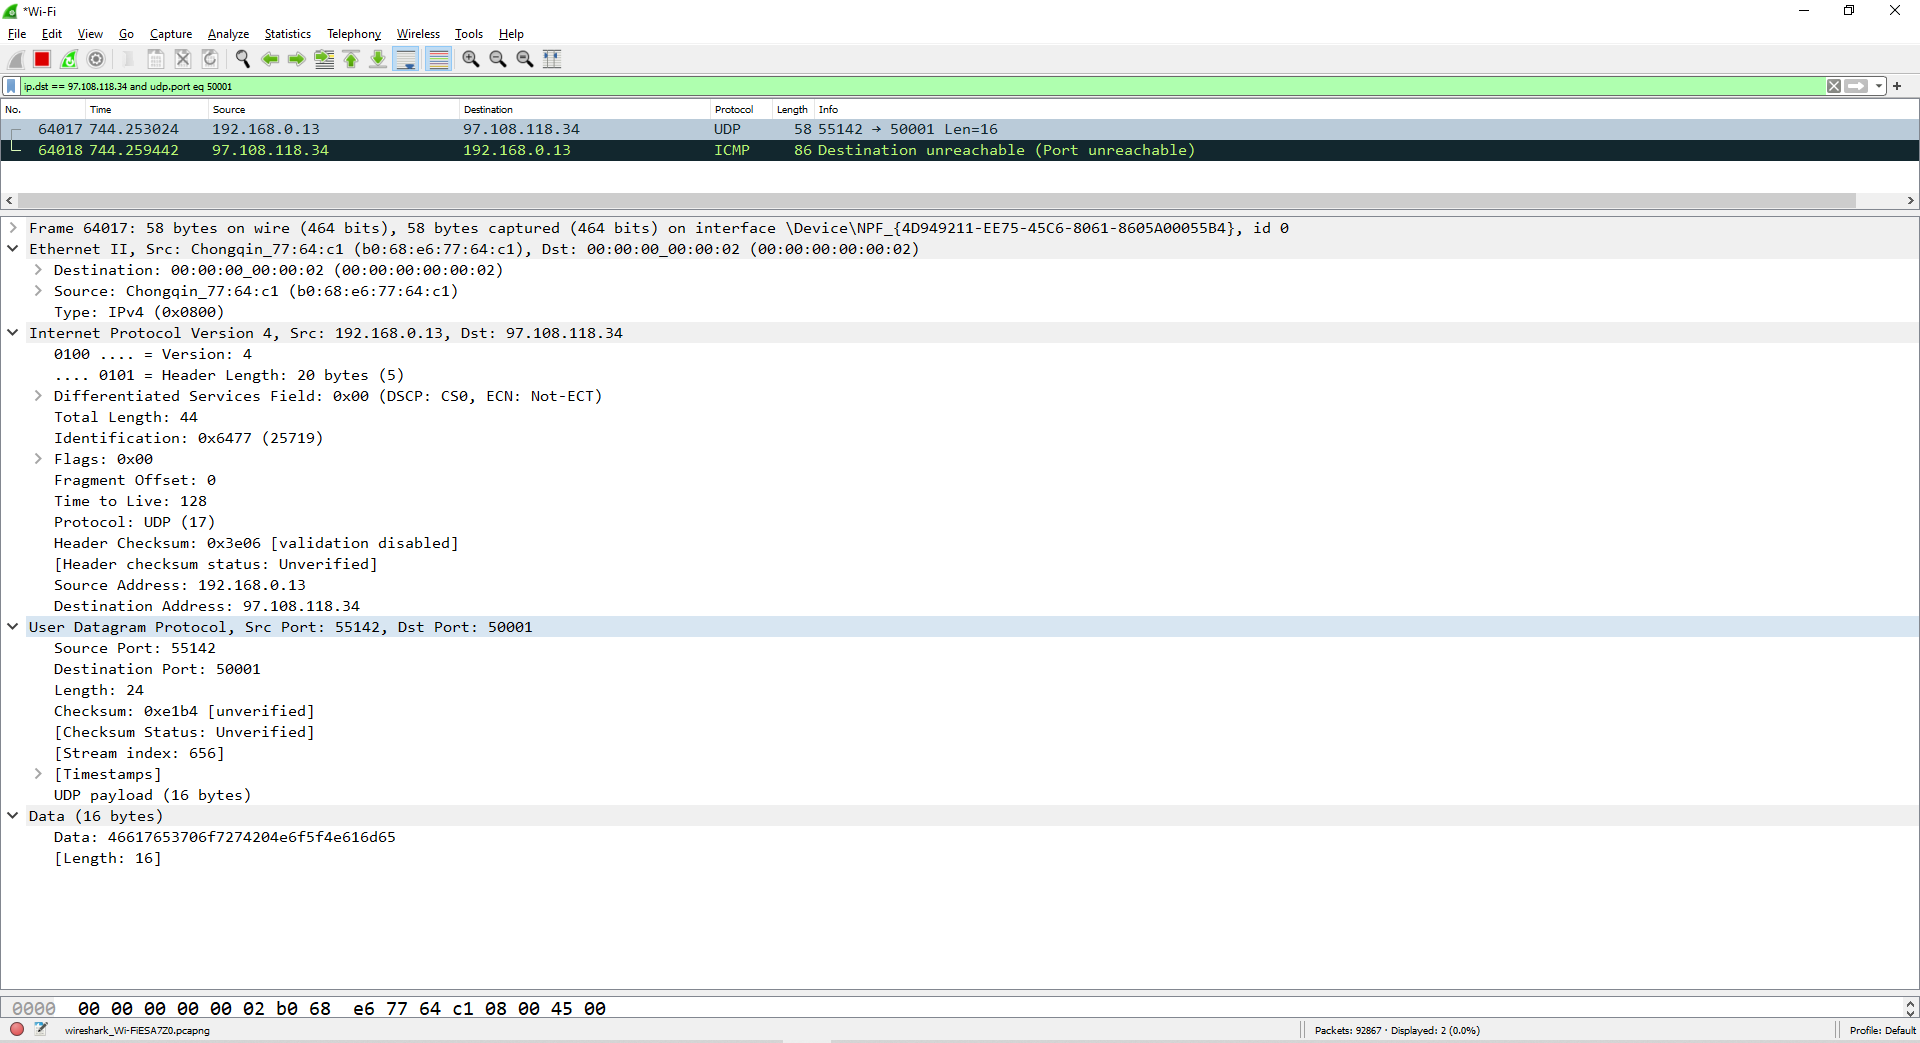 *Wi-Fi
File Edit View Go Capture Analyze Statistics Telephony Wireless Tools Help
ip.dst == 97.108.118.34 and udp.port eq 50001
No. Time Source Destination Protocol Length Info
64017 744.253024 192.168.0.13 97.108.118.34 UDP 58 55142 → 50001 Len=16
64018 744.259442 97.108.118.34 192.168.0.13 ICMP 86 Destination unreachable (Port unreachable)
Frame 64017: 58 bytes on wire (464 bits), 58 bytes captured (464 bits) on interface \Device\NPF_{4D949211-EE75-45C6-8061-8605A00055B4}, id 0
Ethernet II, Src: Chongqin_77:64:c1 (b0:68:e6:77:64:c1), Dst: 00:00:00_00:00:02 (00:00:00:00:00:02)
Destination: 00:00:00_00:00:02 (00:00:00:00:00:02)
Source: Chongqin_77:64:c1 (b0:68:e6:77:64:c1)
Type: IPv4 (0x0800)
Internet Protocol Version 4, Src: 192.168.0.13, Dst: 97.108.118.34
0100 .... = Version: 4
.... 0101 = Header Length: 20 bytes (5)
Differentiated Services Field: 0x00 (DSCP: CS0, ECN: Not-ECT)
Total Length: 44
Identification: 0x6477 (25719)
Flags: 0x00
Fragment Offset: 0
Time to Live: 128
Protocol: UDP (17)
Header Checksum: 0x3e06 [validation disabled]
[Header checksum status: Unverified]
Source Address: 192.168.0.13
Destination Address: 97.108.118.34
User Datagram Protocol, Src Port: 55142, Dst Port: 50001
Source Port: 55142
Destination Port: 50001
Length: 24
Checksum: 0xe1b4 [unverified]
[Checksum Status: Unverified]
[Stream index: 656]
[Timestamps]
UDP payload (16 bytes)
Data (16 bytes)
Data: 46617653706f7274204e6f5f4e616d65
[Length: 16]
0000 00 00 00 00 00 02 b0 68 e6 77 64 c1 08 00 45 00
wireshark_Wi-FiESA7Z0.pcapng Packets: 92867 · Displayed: 2 (0.0%) Profile: Default